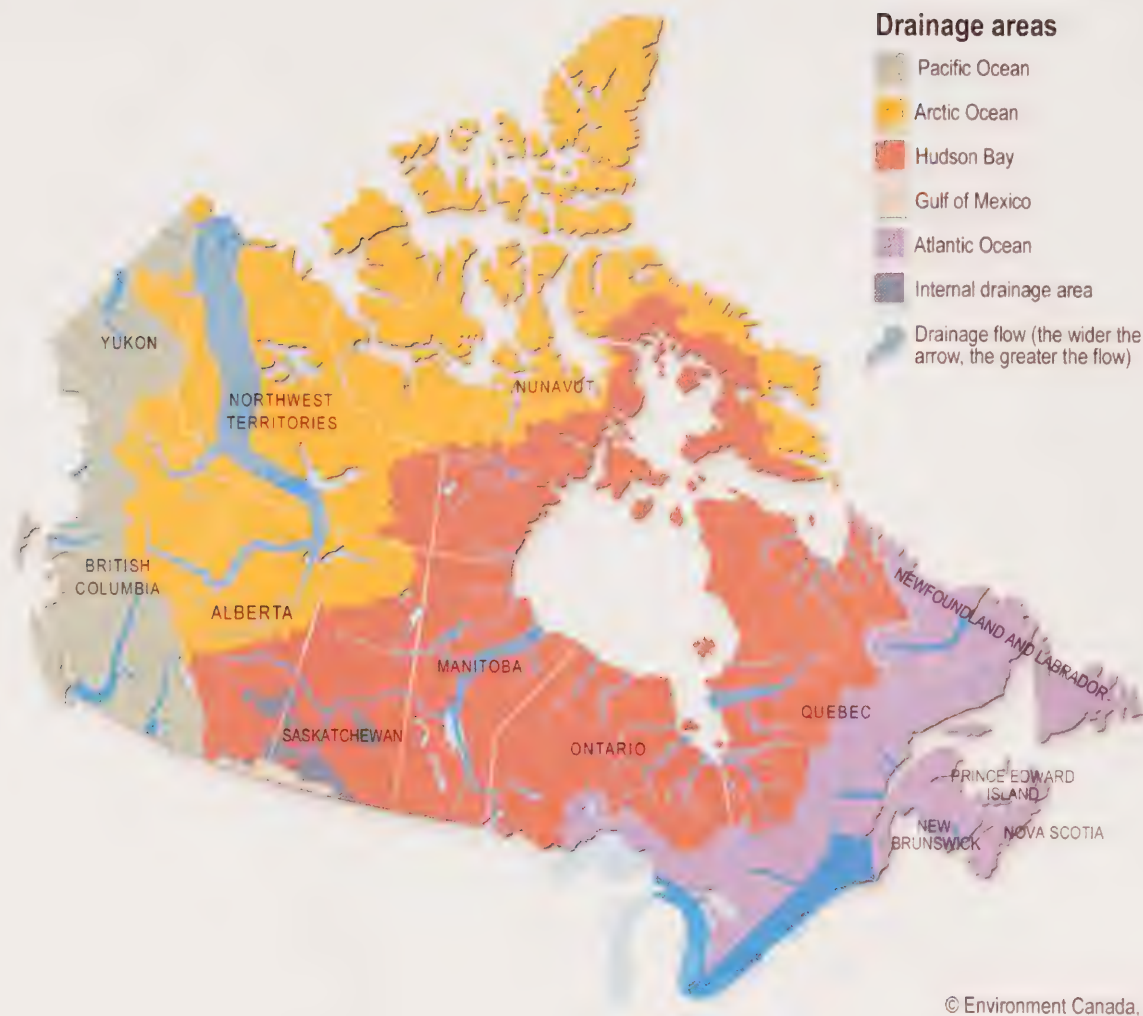 Drainage areas
Pacific Ocean
Arctic Ocean
Hudson Bay
Gulf of Mexico
Atlantic Ocean
Internal drainage area
Drainage flow (the wider the
arrow, the greater the flow)
YUKON
NORTHWEST
TERRITORIES
NUNAVUT
BRITISH
COLUMBIA
ALBERTA
SASKATCHEWAN
MANITOBA
ONTARIO
QUEBEC
NEWFOUNDLAND AND LABRADOR
PRINCE EDWARD
ISLAND
NEW
BRUNSWICK
NOVA SCOTIA
© Environment Canada,